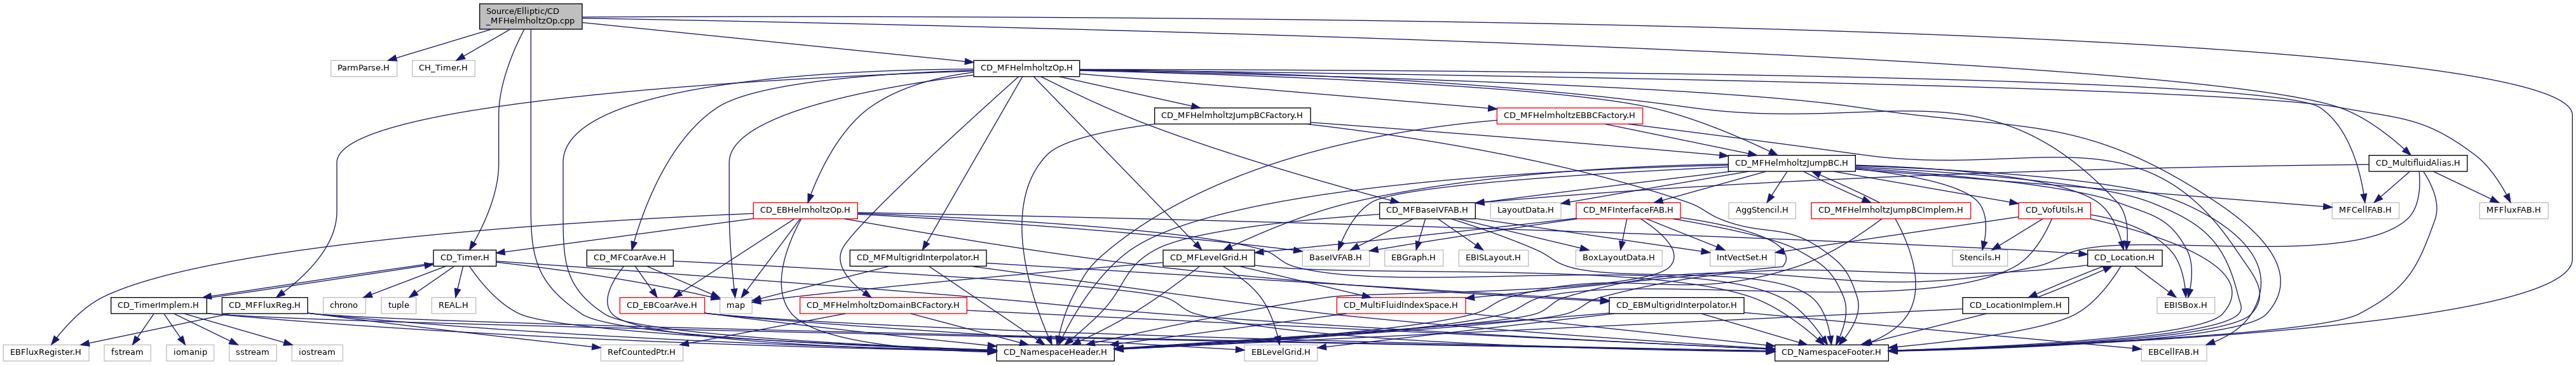 Source/Elliptic/CD
_MFHelmholtzOp.cpp
ParmParse.H
CH_Timer.H
CD_MFHelmholtzOp.H
CD_MFHelmholtzJumpBCFactory.H
CD_MFHelmholtzEBBCFactory.H
CD_MFHelmholtzJumpBC.H
CD_MultifluidAlias.H
CD_EBHelmholtzOp.H
CD_MFBaseIVFAB.H
LayoutData.H
CD_MFInterfaceFAB.H
AggStencil.H
CD_MFHelmholtzJumpBCImplem.H
CD_VofUtils.H
MFCellFAB.H
MFFluxFAB.H
CD_Timer.H
CD_MFCoarAve.H
CD_MFMultigridInterpolator.H
CD_MFLevelGrid.H
BaseIVFAB.H
EBGraph.H
EBISLayout.H
BoxLayoutData.H
IntVectSet.H
Stencils.H
CD_Location.H
CD_TimerImplem.H
CD_MFFluxReg.H
chrono
tuple
REAL.H
CD_EBCoarAve.H
map
CD_MFHelmholtzDomainBCFactory.H
CD_MultiFluidIndexSpace.H
CD_EBMultigridInterpolator.H
CD_LocationImplem.H
EBISBox.H
EBFluxRegister.H
fstream
iomanip
sstream
iostream
RefCountedPtr.H
CD_NamespaceHeader.H
EBLevelGrid.H
CD_NamespaceFooter.H
EBCellFAB.H